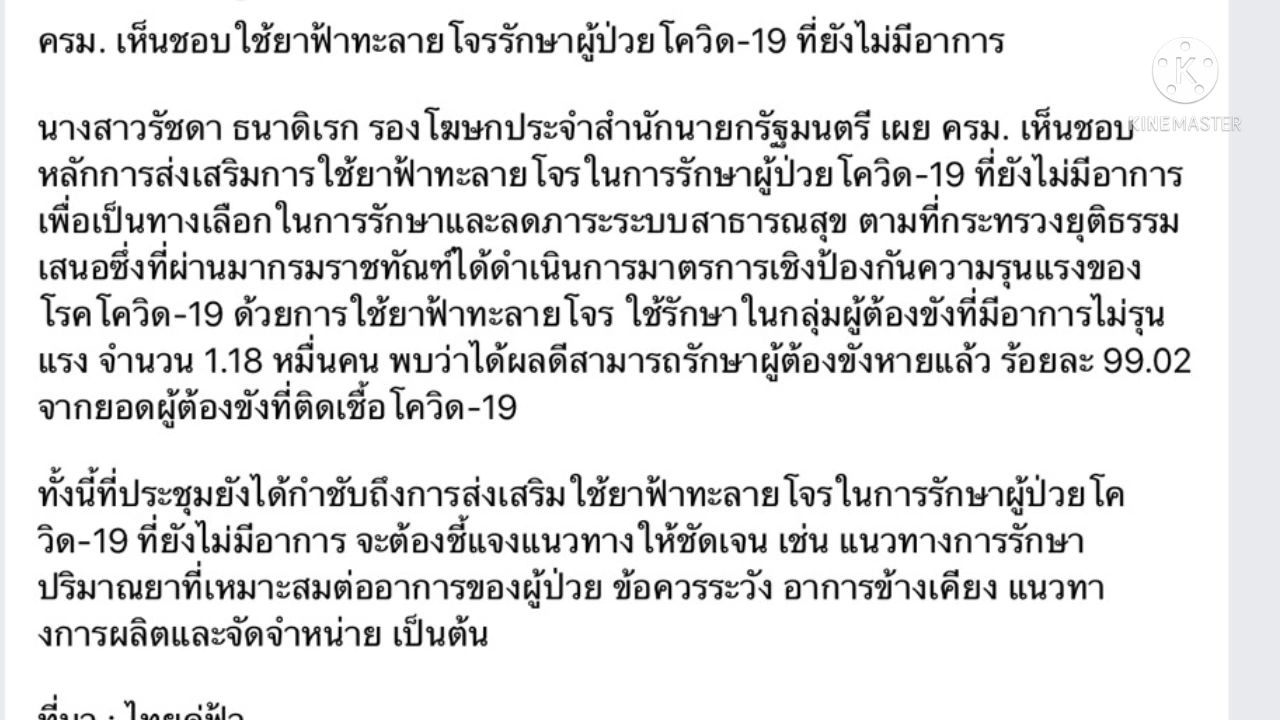 ครม. เห็นชอบใช้ยาฟ้าทะลายโจรรักษาผู้ป่วยโควิด-19 ที่ยังไม่มีอาการ
นางสาวรัชดา ธนาดิเรก รองโฆษกประจำสำนักนายกรัฐมนตรี เผย ครม. เห็นชอบ
KINEMASTER
หลักการส่งเสริมการใช้ยาฟ้าทะลายโจรในการรักษาผู้ป่วยโควิด-19 ที่ยังไม่มีอาการ
เพื่อเป็นทางเลือกในการรักษาและลดภาระระบบสาธารณสุข ตามที่กระทรวงยุติธรรม
เสนอซึ่งที่ผ่านมากรมราชทัณฑ์ได้ดำเนินการมาตรการเชิงป้องกันความรุนแรงของ
โรคโควิด-19 ด้วยการใช้ยาฟ้าทะลายโจร ใช้รักษาในกลุ่มผู้ต้องขังที่มีอาการไม่รุน
แรง จำนวน 1.18 หมื่นคน พบว่าได้ผลดีสามารถรักษาผู้ต้องขังหายแล้ว ร้อยละ 99.02
จากยอดผู้ต้องขังที่ติดเชื้อโควิด-19
ทั้งนี้ที่ประชุมยังได้กำชับถึงการส่งเสริมใช้ยาฟ้าทะลายโจรในการรักษาผู้ป่วยโค
วิด-19 ที่ยังไม่มีอาการ จะต้องชี้แจงแนวทางให้ชัดเจน เช่น แนวทางการรักษา
ปริมาณยาที่เหมาะสมต่ออาการของผู้ป่วย ข้อควรระวัง อาการข้างเคียง แนวทา
งการผลิตและจัดจำหน่าย เป็นต้น
ที่มา : ไทยคู่ฟ้า